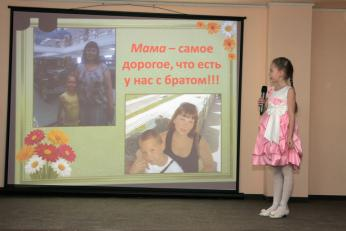 Мама – самое
дорогое, что есть
у нас с братом!!!